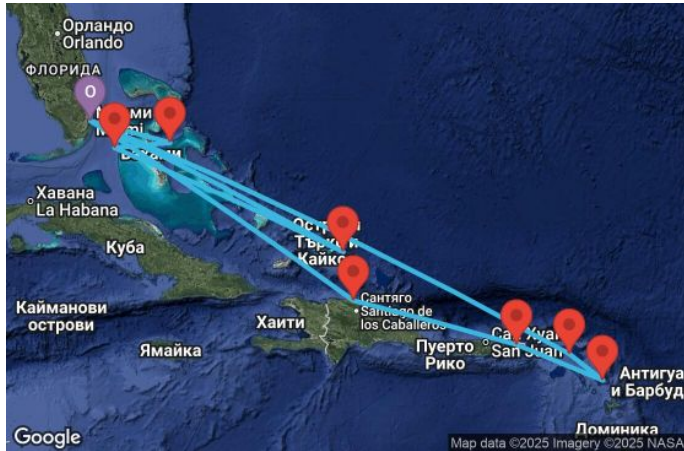 Орландо
Orlando
ФЛОРИДА
O
Miami
Хавана
La Habana
Куба
Кайманови
острови
Ямайка
Хаити
Сантяго
Santiago de
los Caballeros
Пуерто
Рико
San Juan
Антигуа
и Барбуд
Доминика
Google
Map data ©2025 Imagery ©2025 NASA